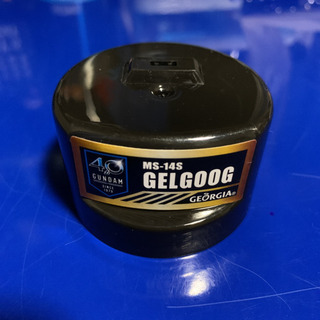 40
GUNDAM
SINCE 1979
MS-14S
GELGOOG
GEORGIA®